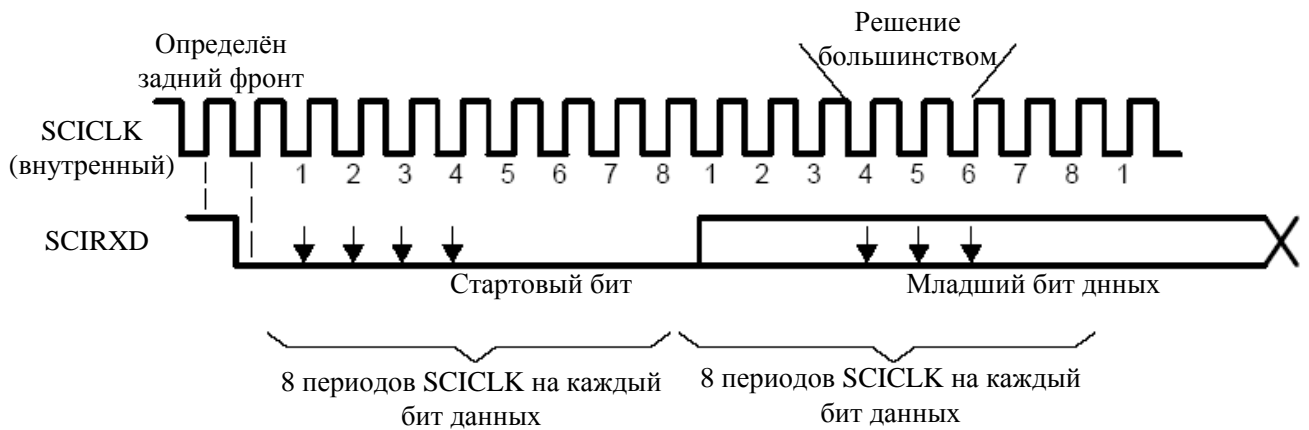 Решение
большинством
Определён
задний фронт
SCICLK
(внутренный)
1 2 3 4 5 6 7 8 1 2 3 4 5 6 7 8 1
SCIRXD
Стартовый бит
Младший бит днных
8 периодов SCICLK на каждый
бит данных
8 периодов SCICLK на каждый
бит данных